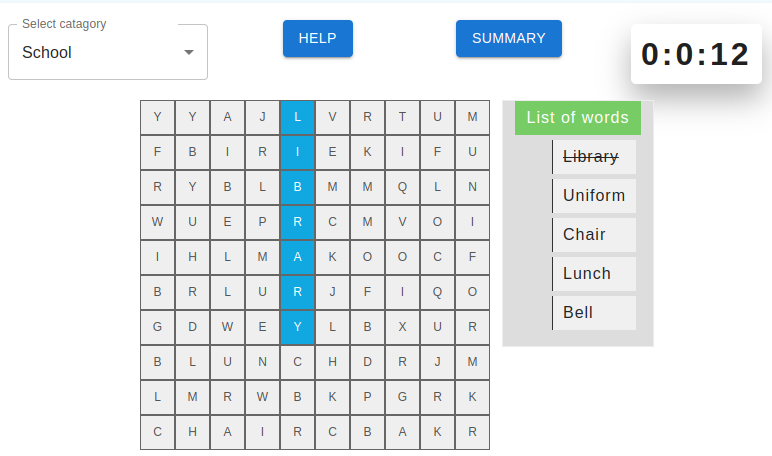 Select catagory
School
HELP
SUMMARY
0:0:12
Y Y A J L V R T U M
F B I R I E K I F U
R Y B L B M M Q L N
W U E P R C M V O I
I H L M A K O O C F
B R L U R J F I Q O
G D W E Y L B X U R
B L U N C H D R J M
L M R W B K P G R K
C H A I R C B A K R
List of words
Library
Uniform
Chair
Lunch
Bell